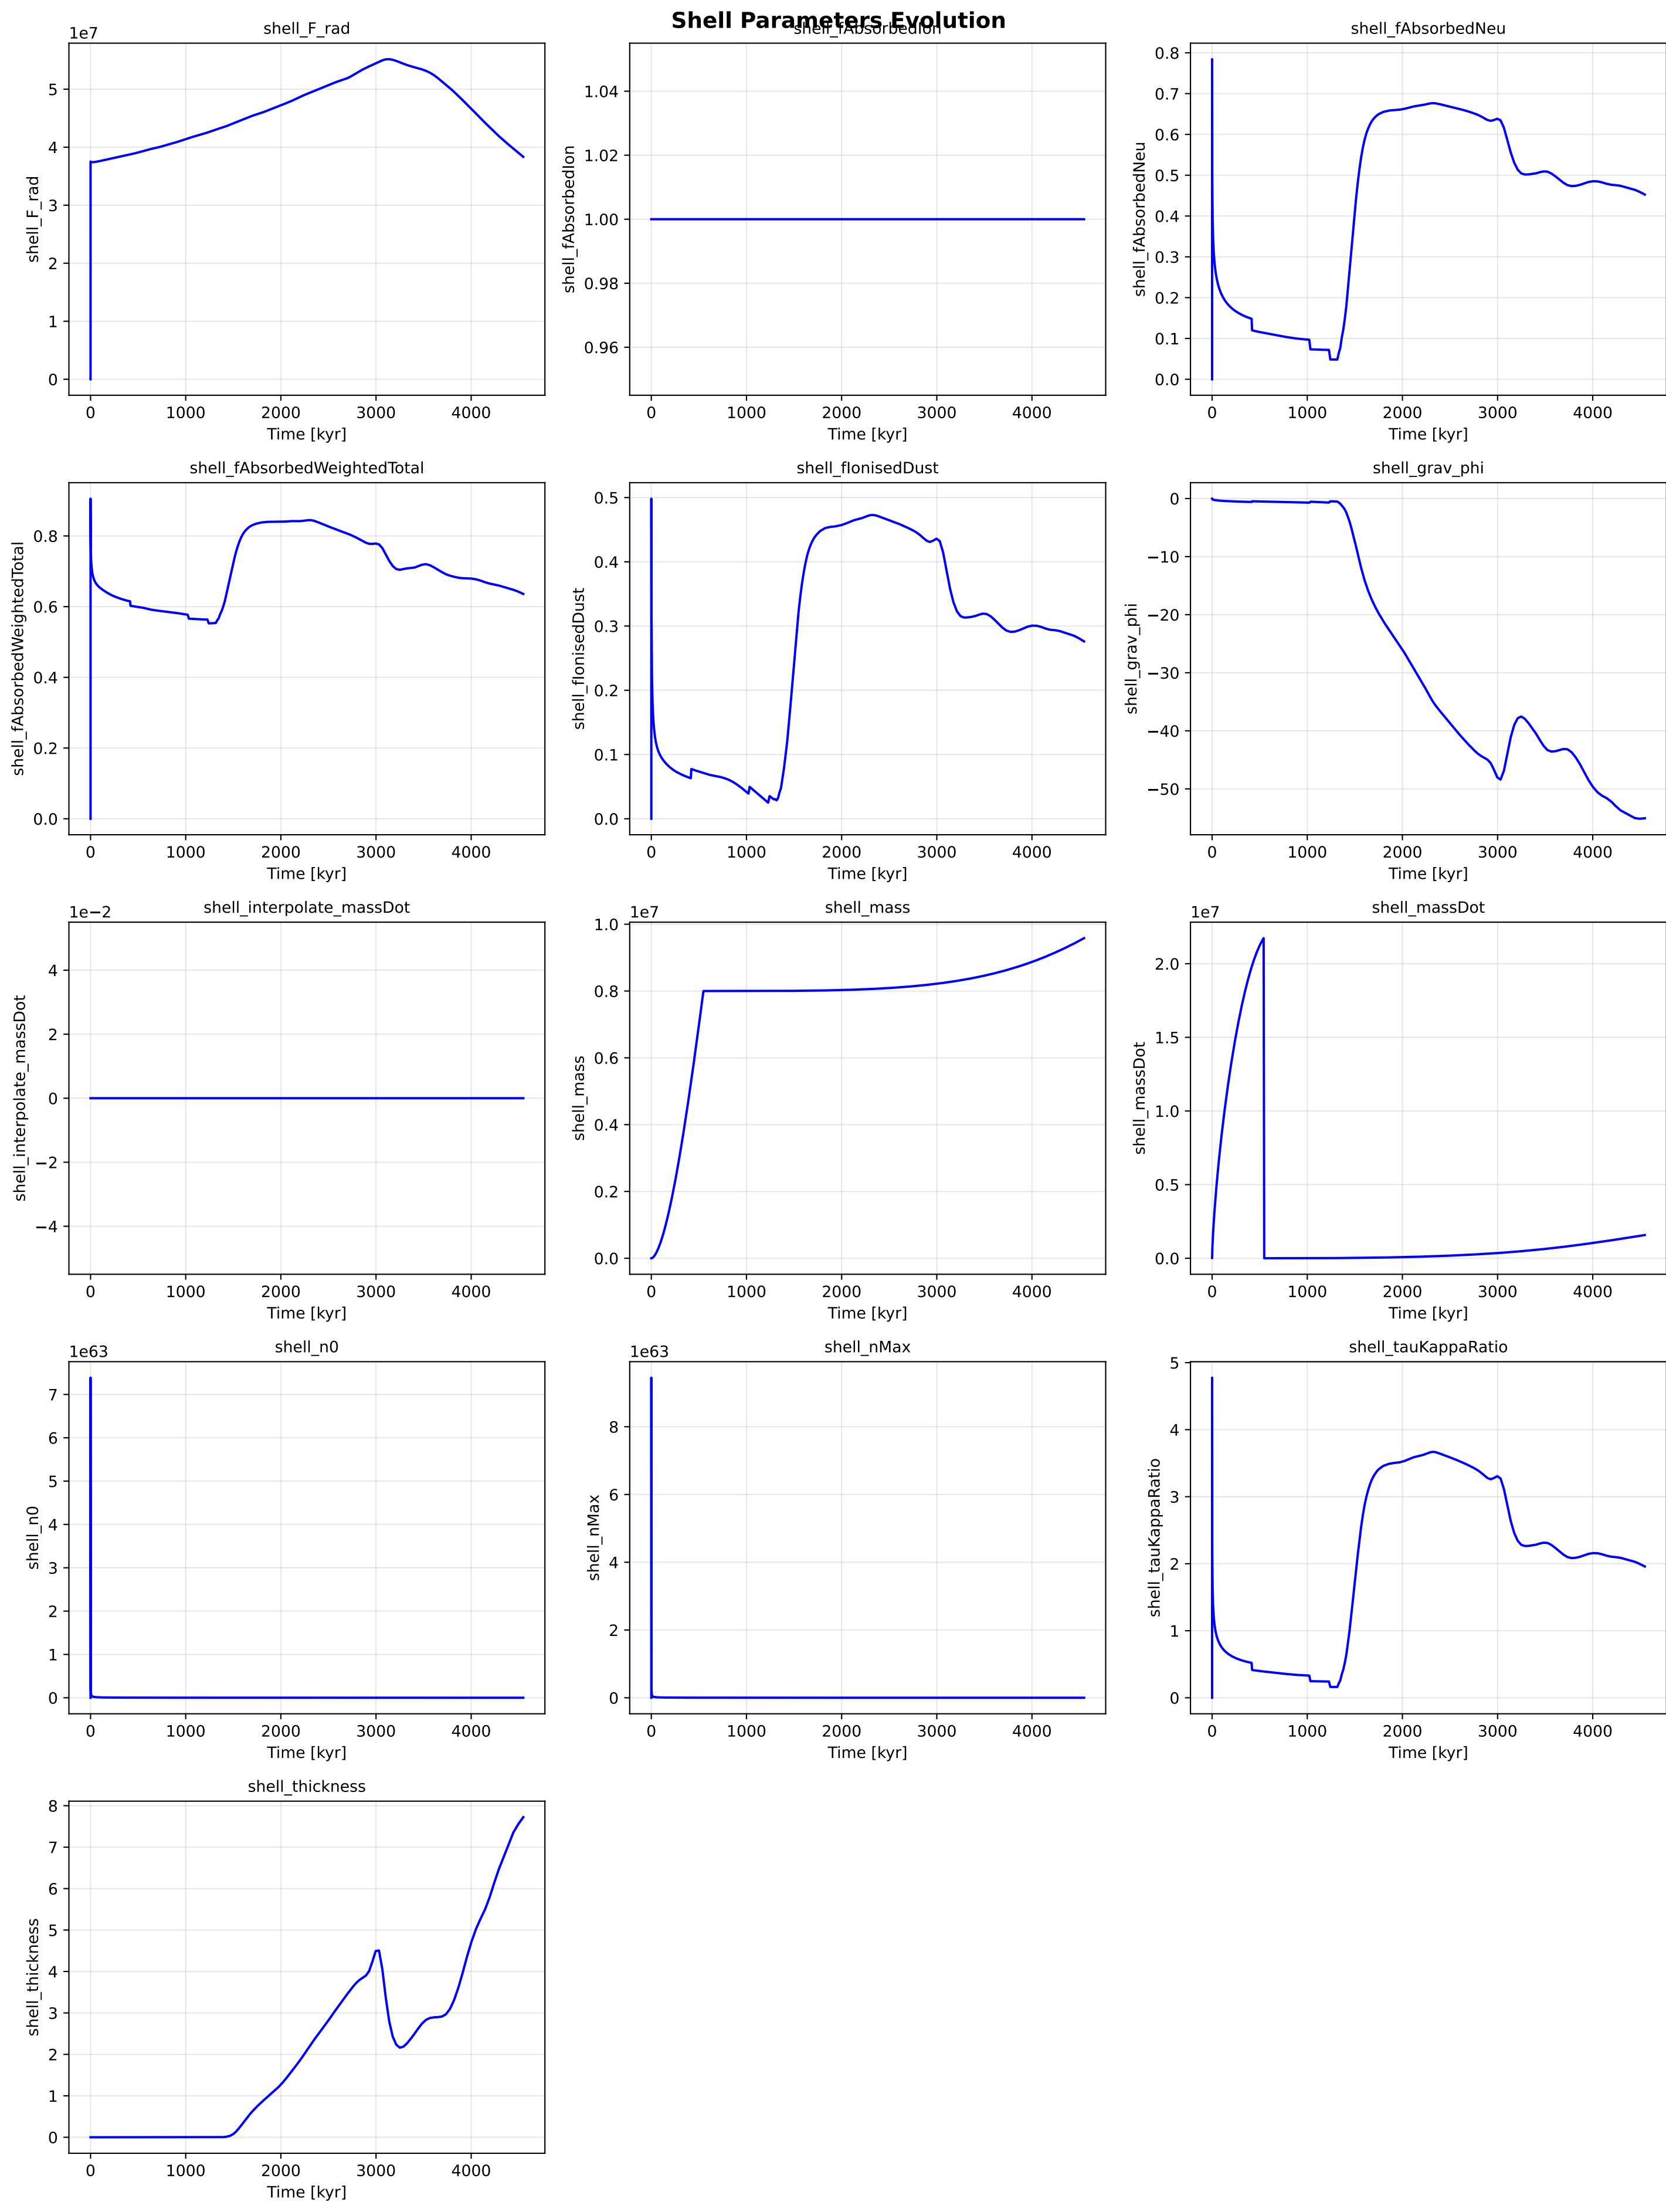 Shell Parameters Evolution
shell_F_rad
1e7
shell_F_rad
5
4
3
2
1
0
0 1000 2000 3000 4000
Time [kyr]
shell_fAbsorbedIon
shell_fAbsorbedIon
1.04
1.02
1.00
0.98
0.96
0 1000 2000 3000 4000
Time [kyr]
shell_fAbsorbedNeu
shell_fAbsorbedNeu
0.8
0.7
0.6
0.5
0.4
0.3
0.2
0.1
0.0
0 1000 2000 3000 4000
Time [kyr]
shell_fAbsorbedWeightedTotal
shell_fAbsorbedWeightedTotal
0.8
0.6
0.4
0.2
0.0
0 1000 2000 3000 4000
Time [kyr]
shell_fIonisedDust
shell_fIonisedDust
0.5
0.4
0.3
0.2
0.1
0.0
0 1000 2000 3000 4000
Time [kyr]
shell_grav_phi
shell_grav_phi
0
−10
−20
−30
−40
−50
0 1000 2000 3000 4000
Time [kyr]
shell_interpolate_massDot
1e−2
shell_interpolate_massDot
4
2
0
−2
−4
0 1000 2000 3000 4000
Time [kyr]
shell_mass
1e7
shell_mass
1.0
0.8
0.6
0.4
0.2
0.0
0 1000 2000 3000 4000
Time [kyr]
shell_massDot
1e7
shell_massDot
2.0
1.5
1.0
0.5
0.0
0 1000 2000 3000 4000
Time [kyr]
shell_n0
1e63
shell_n0
7
6
5
4
3
2
1
0
0 1000 2000 3000 4000
Time [kyr]
shell_nMax
1e63
shell_nMax
8
6
4
2
0
0 1000 2000 3000 4000
Time [kyr]
shell_tauKappaRatio
shell_tauKappaRatio
5
4
3
2
1
0
0 1000 2000 3000 4000
Time [kyr]
shell_thickness
shell_thickness
8
7
6
5
4
3
2
1
0
0 1000 2000 3000 4000
Time [kyr]